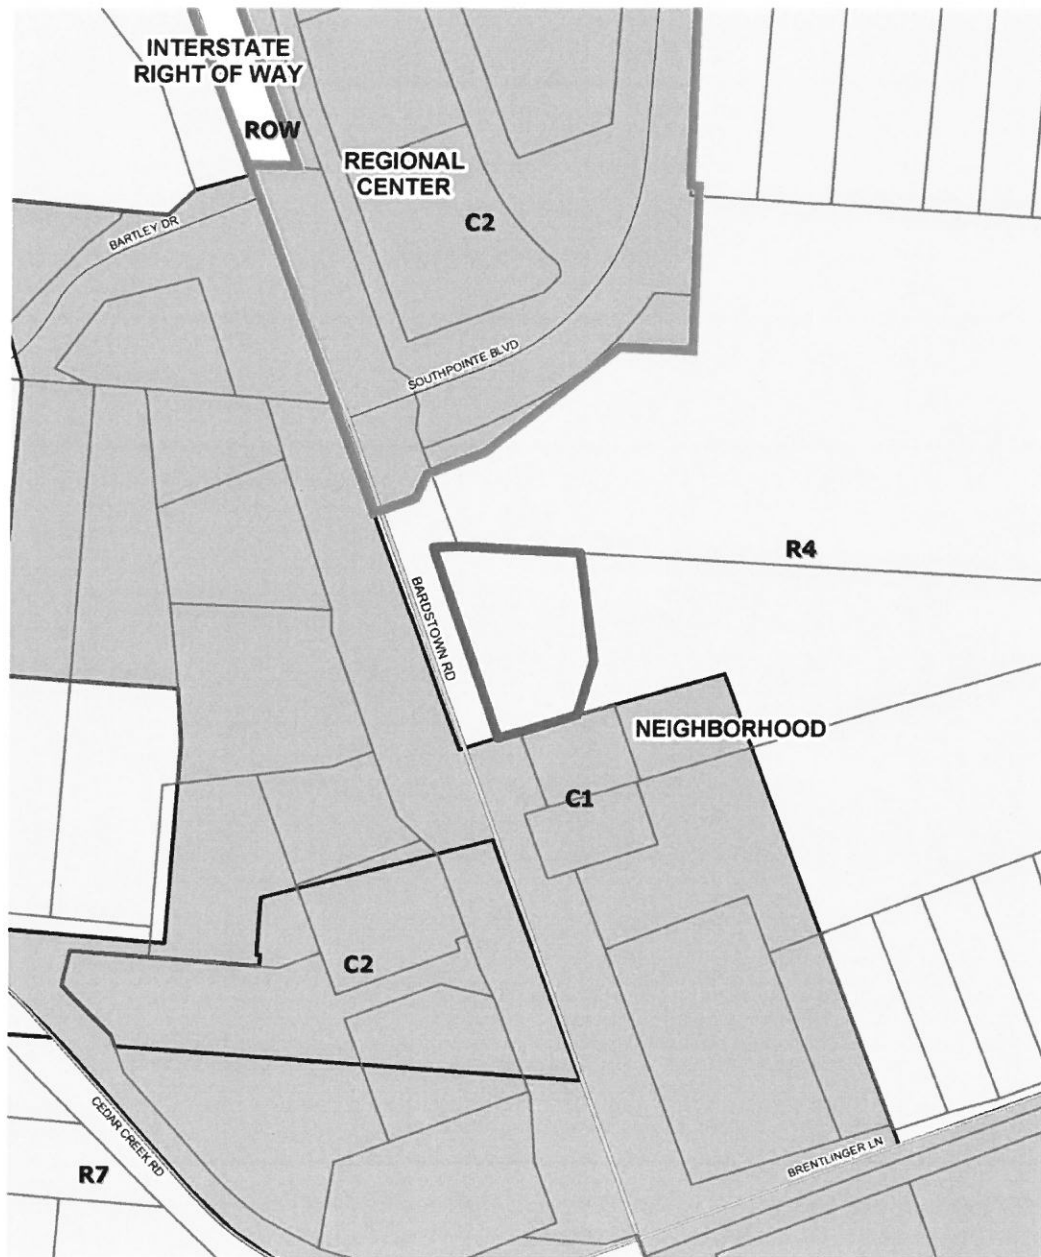 INTERSTATE
RIGHT OF WAY
ROW
REGIONAL
CENTER
C2
BARTLEY DR
SOUTHPOINTE BLVD
R4
BARDSTOWN RD
NEIGHBORHOOD
C1
C2
CEDAR CREEK RD
BRENTLINGER LN
R7